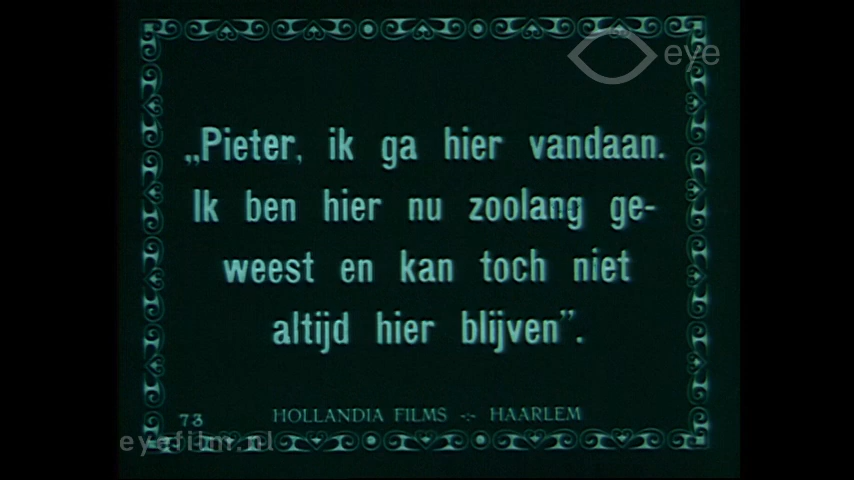 eye
„Pieter, ik ga hier vandaan.
Ik ben hier nu zoolang ge-
weest en kan toch niet
altijd hier blijven”.
73 HOLLANDIA FILMS -:- HAARLEM
eyefilm.nl